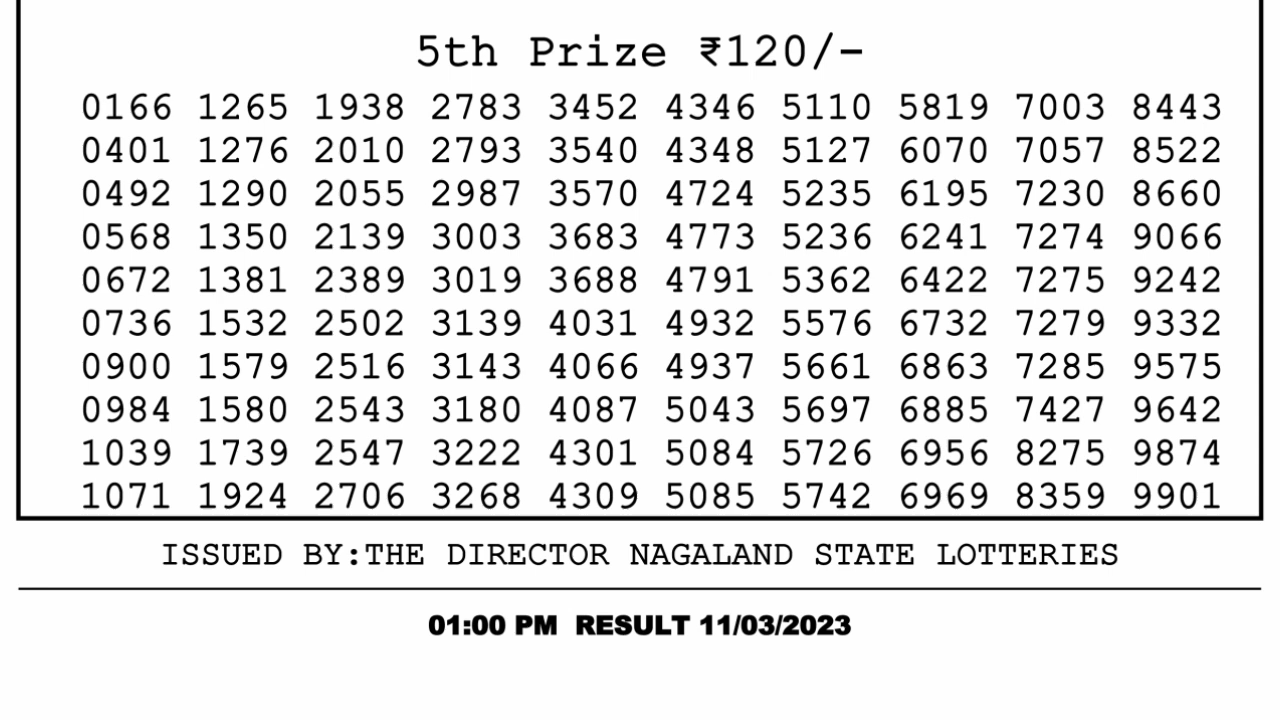 5th Prize ₹120/-
0166 1265 1938 2783 3452 4346 5110 5819 7003 8443
0401 1276 2010 2793 3540 4348 5127 6070 7057 8522
0492 1290 2055 2987 3570 4724 5235 6195 7230 8660
0568 1350 2139 3003 3683 4773 5236 6241 7274 9066
0672 1381 2389 3019 3688 4791 5362 6422 7275 9242
0736 1532 2502 3139 4031 4932 5576 6732 7279 9332
0900 1579 2516 3143 4066 4937 5661 6863 7285 9575
0984 1580 2543 3180 4087 5043 5697 6885 7427 9642
1039 1739 2547 3222 4301 5084 5726 6956 8275 9874
1071 1924 2706 3268 4309 5085 5742 6969 8359 9901
ISSUED BY:THE DIRECTOR NAGALAND STATE LOTTERIES
01:00 PM RESULT 11/03/2023